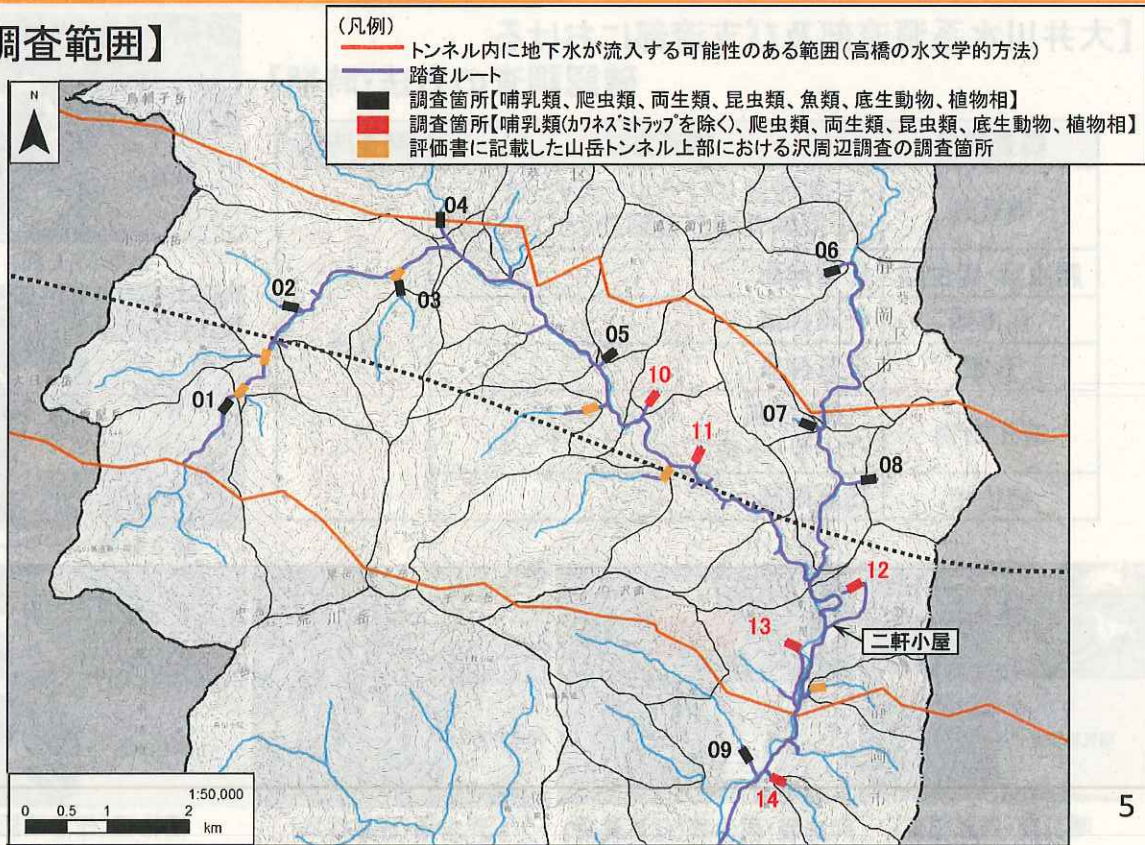 調査範囲】
(凡例)
トンネル内に地下水が流入する可能性のある範囲(高橋の水文学的方法)
踏査ルート
調査箇所【哺乳類、爬虫類、両生類、昆虫類、魚類、底生動物、植物相】
調査箇所【哺乳類(カワネズミトラップを除く)、爬虫類、両生類、昆虫類、底生動物、植物相】
評価書に記載した山岳トンネル上部における沢周辺調査の調査箇所
N
04
06
02
03
05
10
01
11
07
08
12
13
二軒小屋
荒川岳
09
14
1:50,000
0 0.5 1 2
km
5